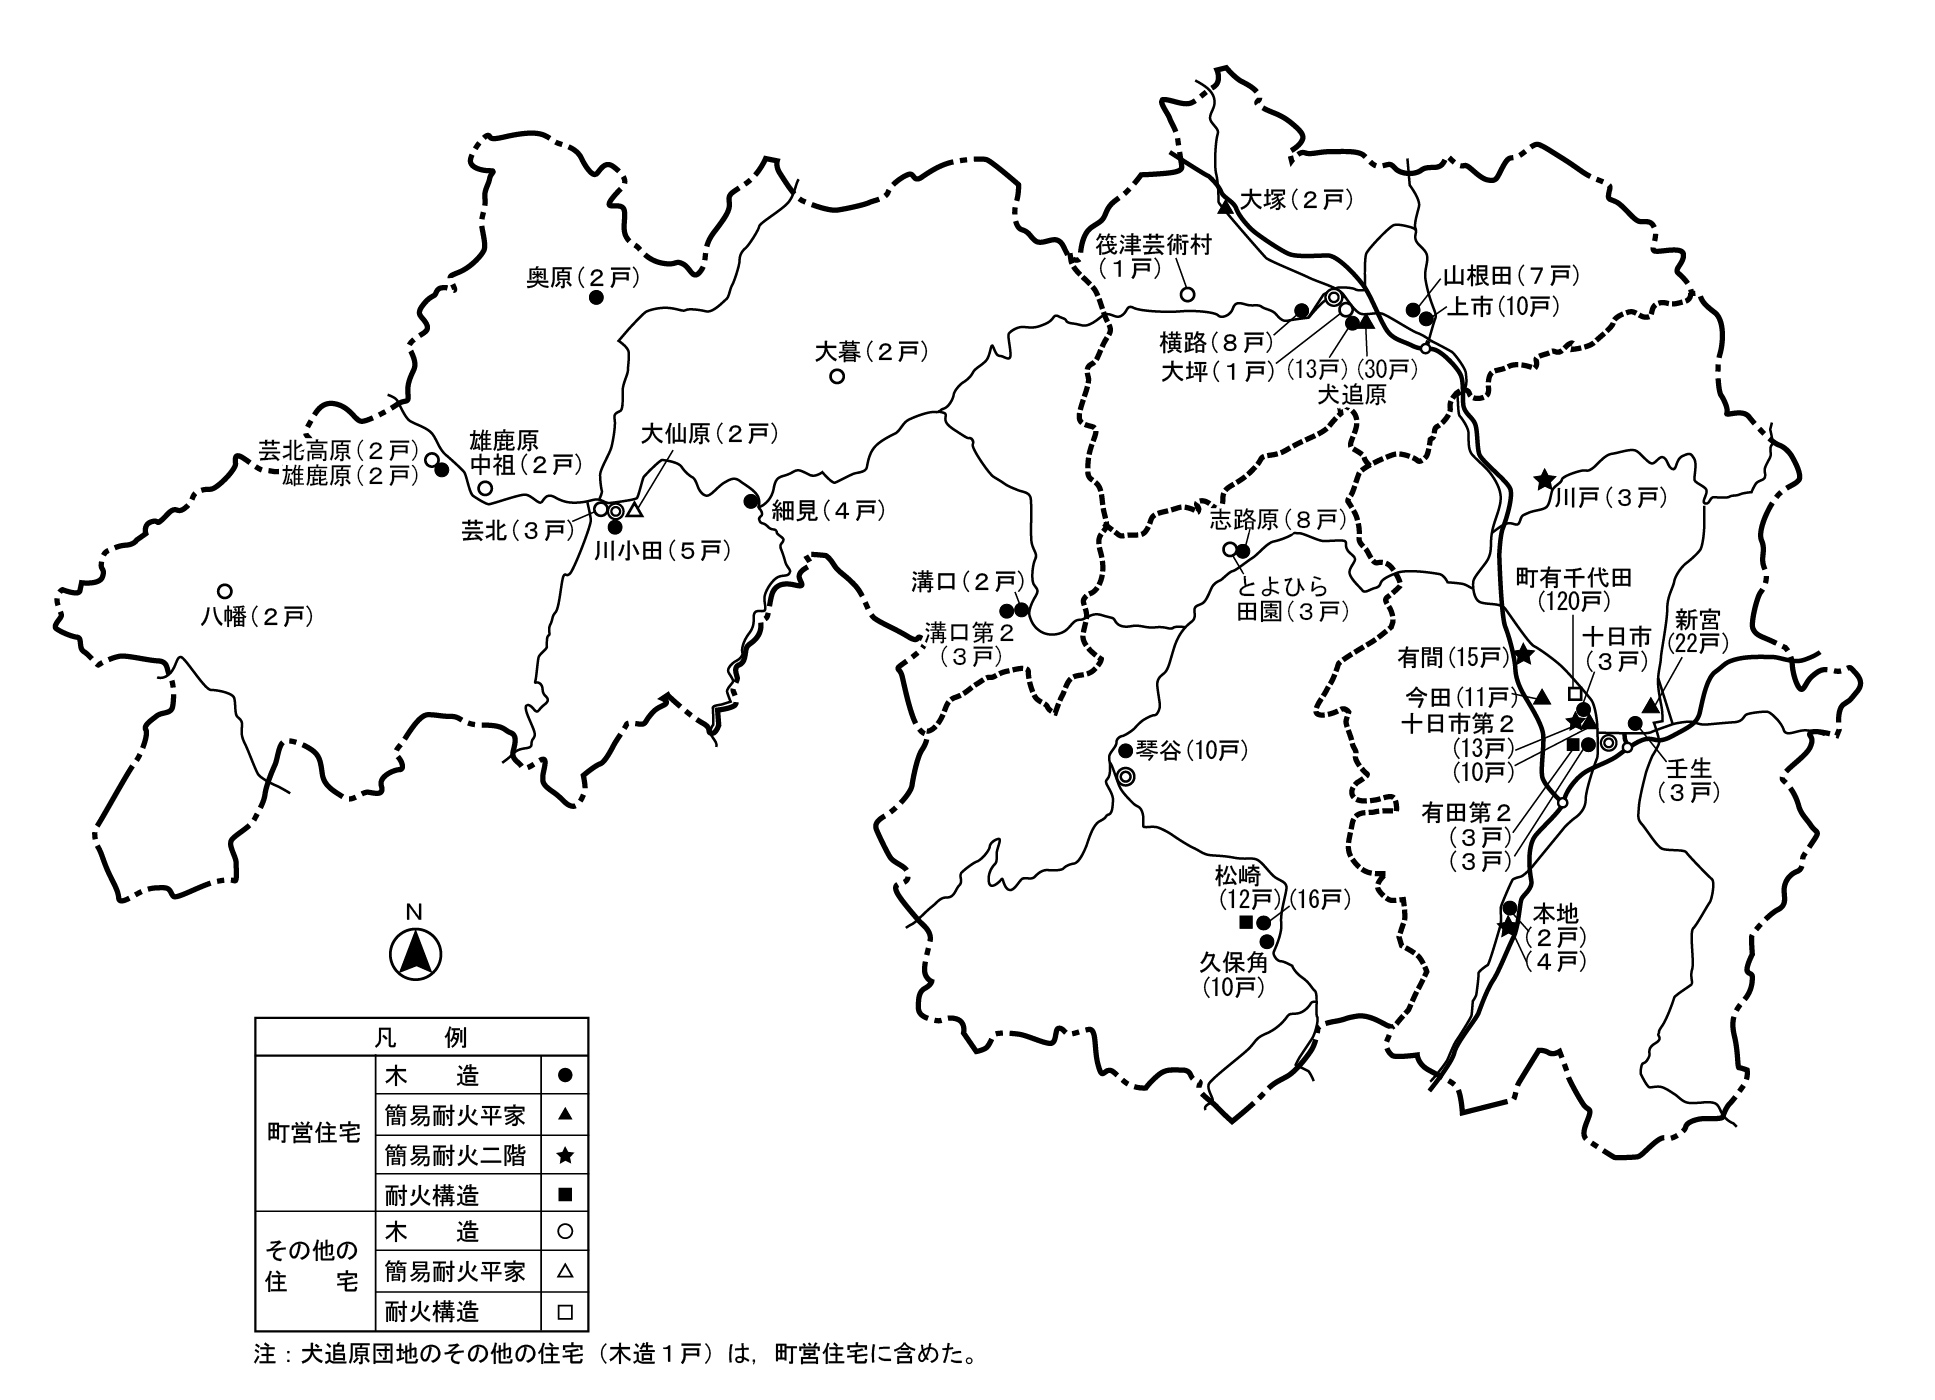 大塚（２戸）
筏津芸術村
（１戸）
山根田（７戸）
上市（10戸）
奥原（２戸）
横路（８戸）
大坪（１戸）
（13戸）（30戸）
犬追原
大暮（２戸）
芸北高原（２戸）
雄鹿原（２戸）
雄鹿原
中祖（２戸）
大仙原（２戸）
芸北（３戸）
川小田（５戸）
細見（４戸）
川戸（３戸）
志路原（８戸）
とよひら
田園（３戸）
八幡（２戸）
溝口（２戸）
溝口第２
（３戸）
町有千代田
（120戸）
十日市
（３戸）
新宮
（22戸）
有間（15戸）
今田（11戸）
十日市第２
（13戸）
（10戸）
壬生
（３戸）
有田第２
（３戸）
（３戸）
琴谷（10戸）
松崎
（12戸）（16戸）
久保角
（10戸）
本地
（２戸）
（４戸）
N
凡　　例
町営住宅
木　　造
簡易耐火平家
簡易耐火二階
耐火構造
その他の
住　　宅
木　　造
簡易耐火平家
耐火構造
注：犬追原団地のその他の住宅（木造１戸）は，町営住宅に含めた。